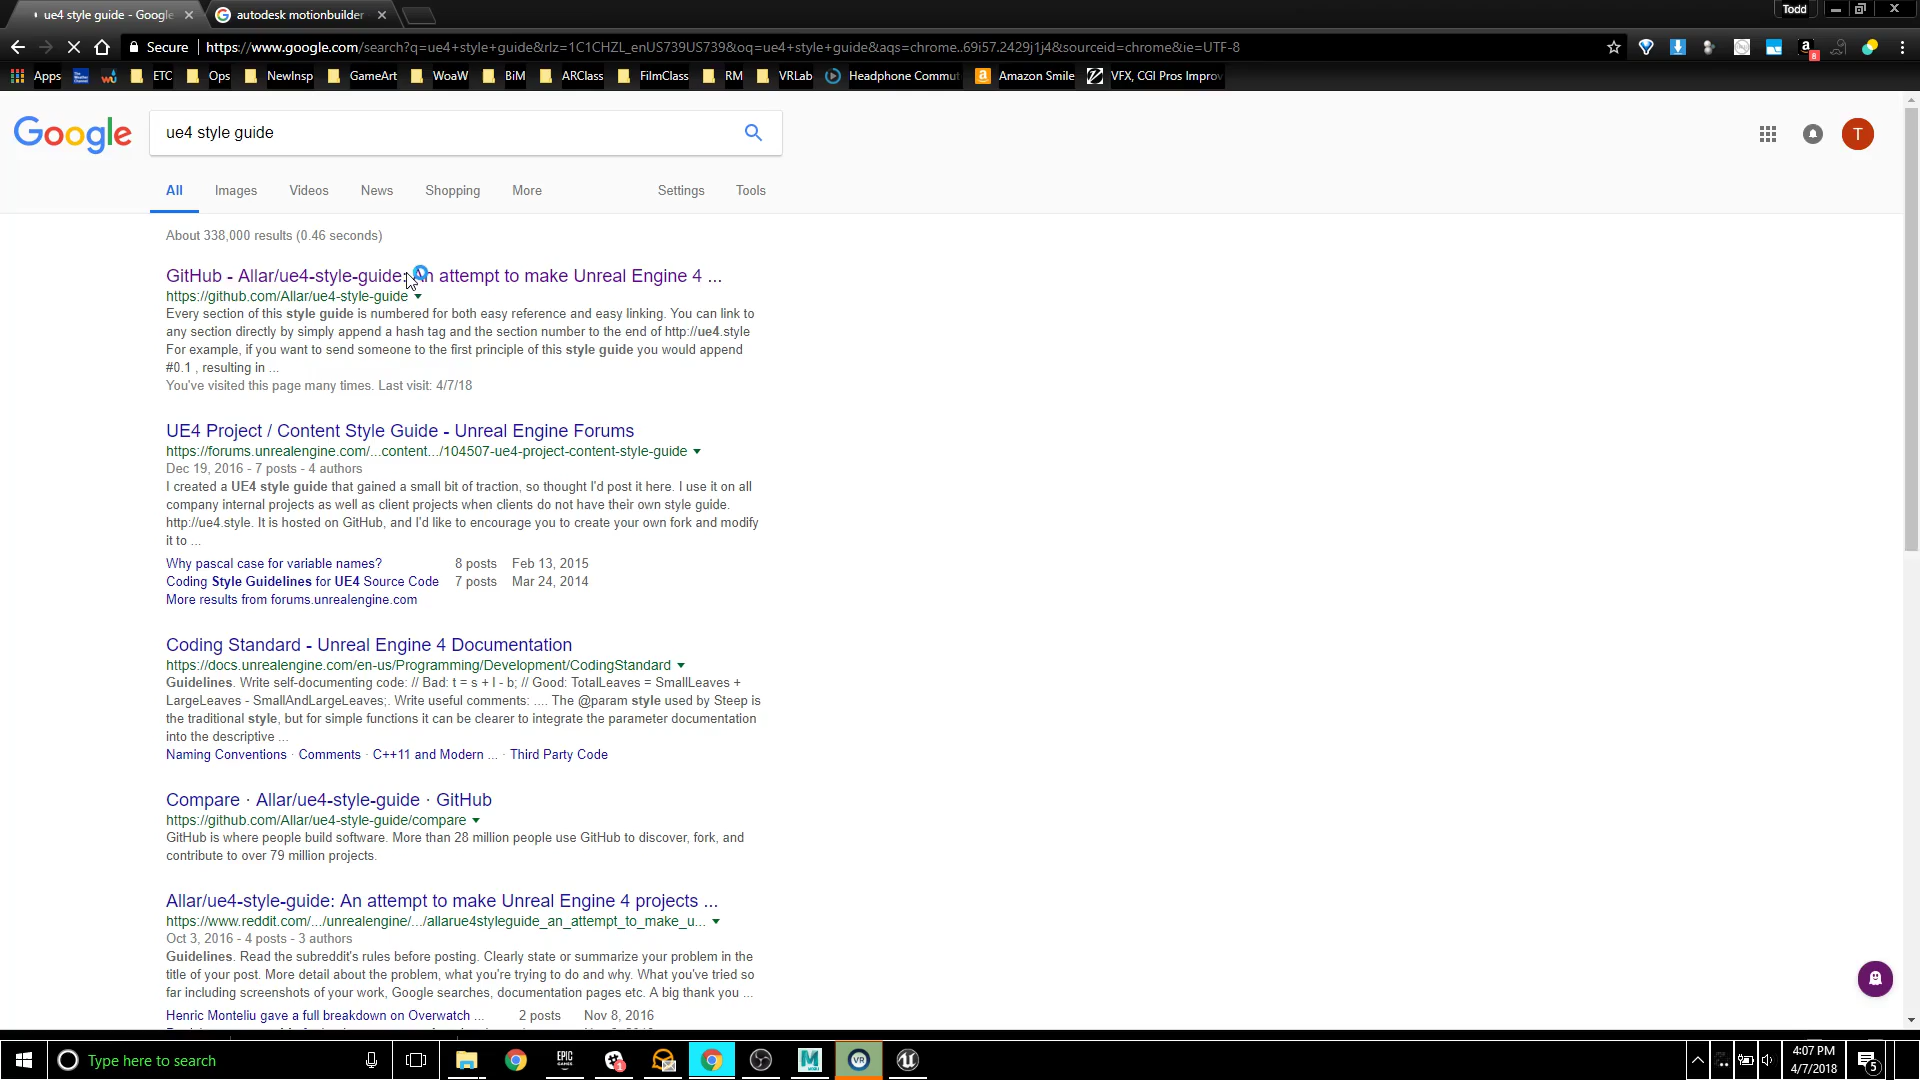 ue4 style guide - Google
autodesk motionbuilder
Todd
Secure
https://www.google.com/search?q=ue4+style+guide&rlz=1C1CHZL_enUS739US739&oq=ue4+style+guide&aqs=chrome..69i57.2429j1j4&sourceid=chrome&ie=UTF-8
Apps ETC Ops NewInsp GameArt WoaW BiM ARClass FilmClass RM VRLab Headphone Commut Amazon Smile VFX, CGI Pros Improv
Google
ue4 style guide
T
All Images Videos News Shopping More Settings Tools
About 338,000 results (0.46 seconds)
GitHub - Allar/ue4-style-guide: An attempt to make Unreal Engine 4 ...
https://github.com/Allar/ue4-style-guide
Every section of this style guide is numbered for both easy reference and easy linking. You can link to
any section directly by simply append a hash tag and the section number to the end of http://ue4.style
For example, if you want to send someone to the first principle of this style guide you would append
#0.1 , resulting in ...
You've visited this page many times. Last visit: 4/7/18
UE4 Project / Content Style Guide - Unreal Engine Forums
https://forums.unrealengine.com/...content.../104507-ue4-project-content-style-guide
Dec 19, 2016 - 7 posts - 4 authors
I created a UE4 style guide that gained a small bit of traction, so thought I'd post it here. I use it on all
company internal projects as well as client projects when clients do not have their own style guide.
http://ue4.style. It is hosted on GitHub, and I'd like to encourage you to create your own fork and modify
it to ...
Why pascal case for variable names? 8 posts Feb 13, 2015
Coding Style Guidelines for UE4 Source Code 7 posts Mar 24, 2014
More results from forums.unrealengine.com
Coding Standard - Unreal Engine 4 Documentation
https://docs.unrealengine.com/en-us/Programming/Development/CodingStandard
Guidelines. Write self-documenting code: // Bad: t = s + l - b; // Good: TotalLeaves = SmallLeaves +
LargeLeaves - SmallAndLargeLeaves;. Write useful comments: .... The @param style used by Steep is
the traditional style, but for simple functions it can be clearer to integrate the parameter documentation
into the descriptive ...
Naming Conventions · Comments · C++11 and Modern ... · Third Party Code
Compare · Allar/ue4-style-guide · GitHub
https://github.com/Allar/ue4-style-guide/compare
GitHub is where people build software. More than 28 million people use GitHub to discover, fork, and
contribute to over 79 million projects.
Allar/ue4-style-guide: An attempt to make Unreal Engine 4 projects ...
https://www.reddit.com/.../unrealengine/.../allarue4styleguide_an_attempt_to_make_u...
Oct 3, 2016 - 4 posts - 3 authors
Guidelines. Read the subreddit's rules before posting. Clearly state or summarize your problem in the
title of your post. More detail about the problem, what you're trying to do and why. What you've tried so
far including screenshots of your work, Google searches, documentation pages etc. A big thank you ...
Henric Monteliu gave a full breakdown on Overwatch ... 2 posts Nov 8, 2016
Type here to search
EPIC GAMES
4:07 PM
4/7/2018
5